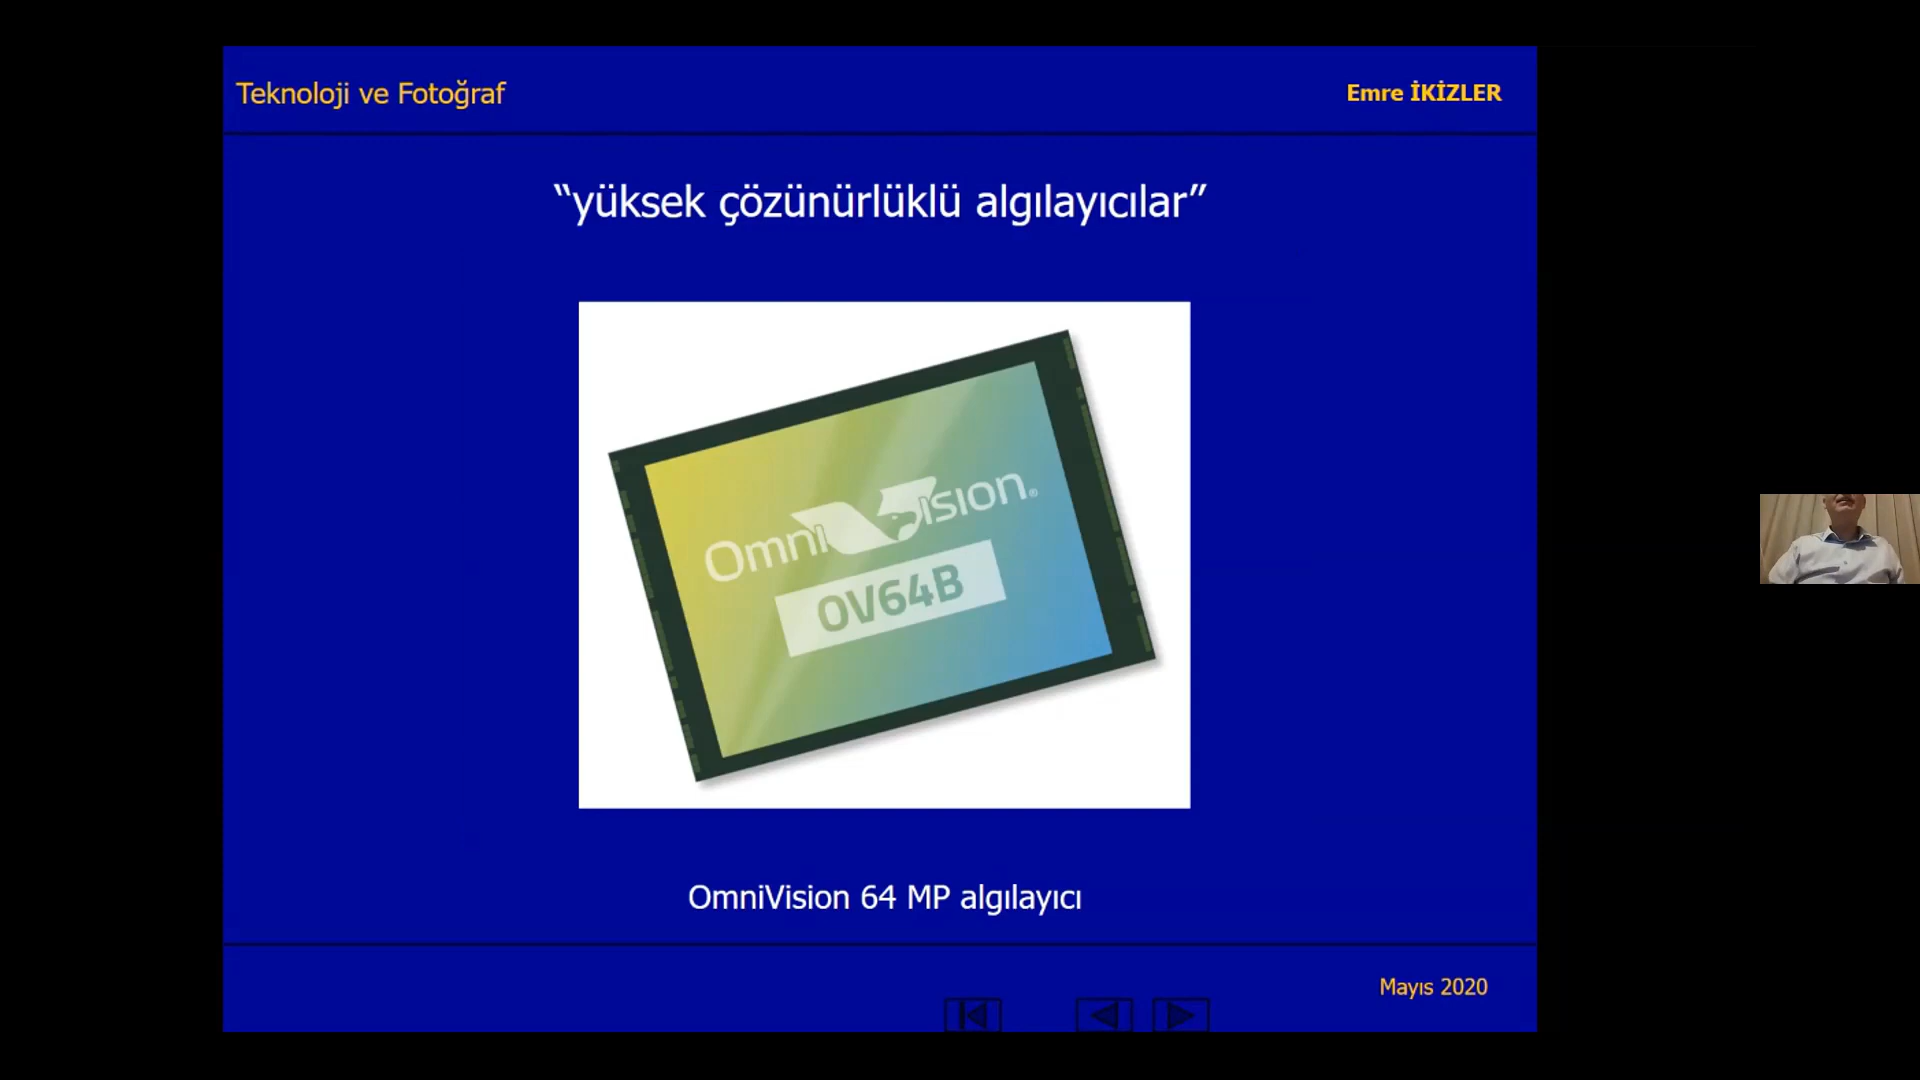 Teknoloji ve Fotoğraf
Emre İKİZLER
“yüksek çözünürlüklü algılayıcılar”
OmniVision®
OV64B
OmniVision 64 MP algılayıcı
Mayıs 2020